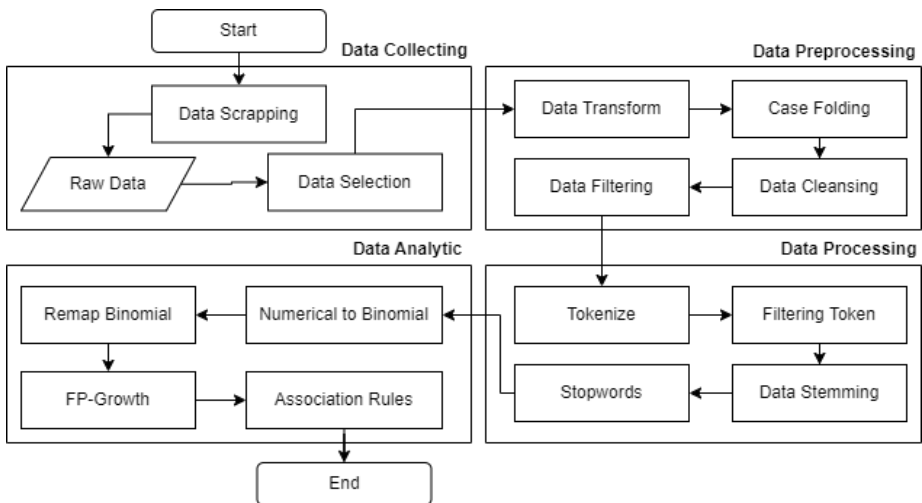 Start
Data Collecting
Data Scrapping
Raw Data
Data Selection
Data Preprocessing
Data Transform
Case Folding
Data Filtering
Data Cleansing
Data Analytic
Remap Binomial
Numerical to Binomial
FP-Growth
Association Rules
Data Processing
Tokenize
Filtering Token
Stopwords
Data Stemming
End